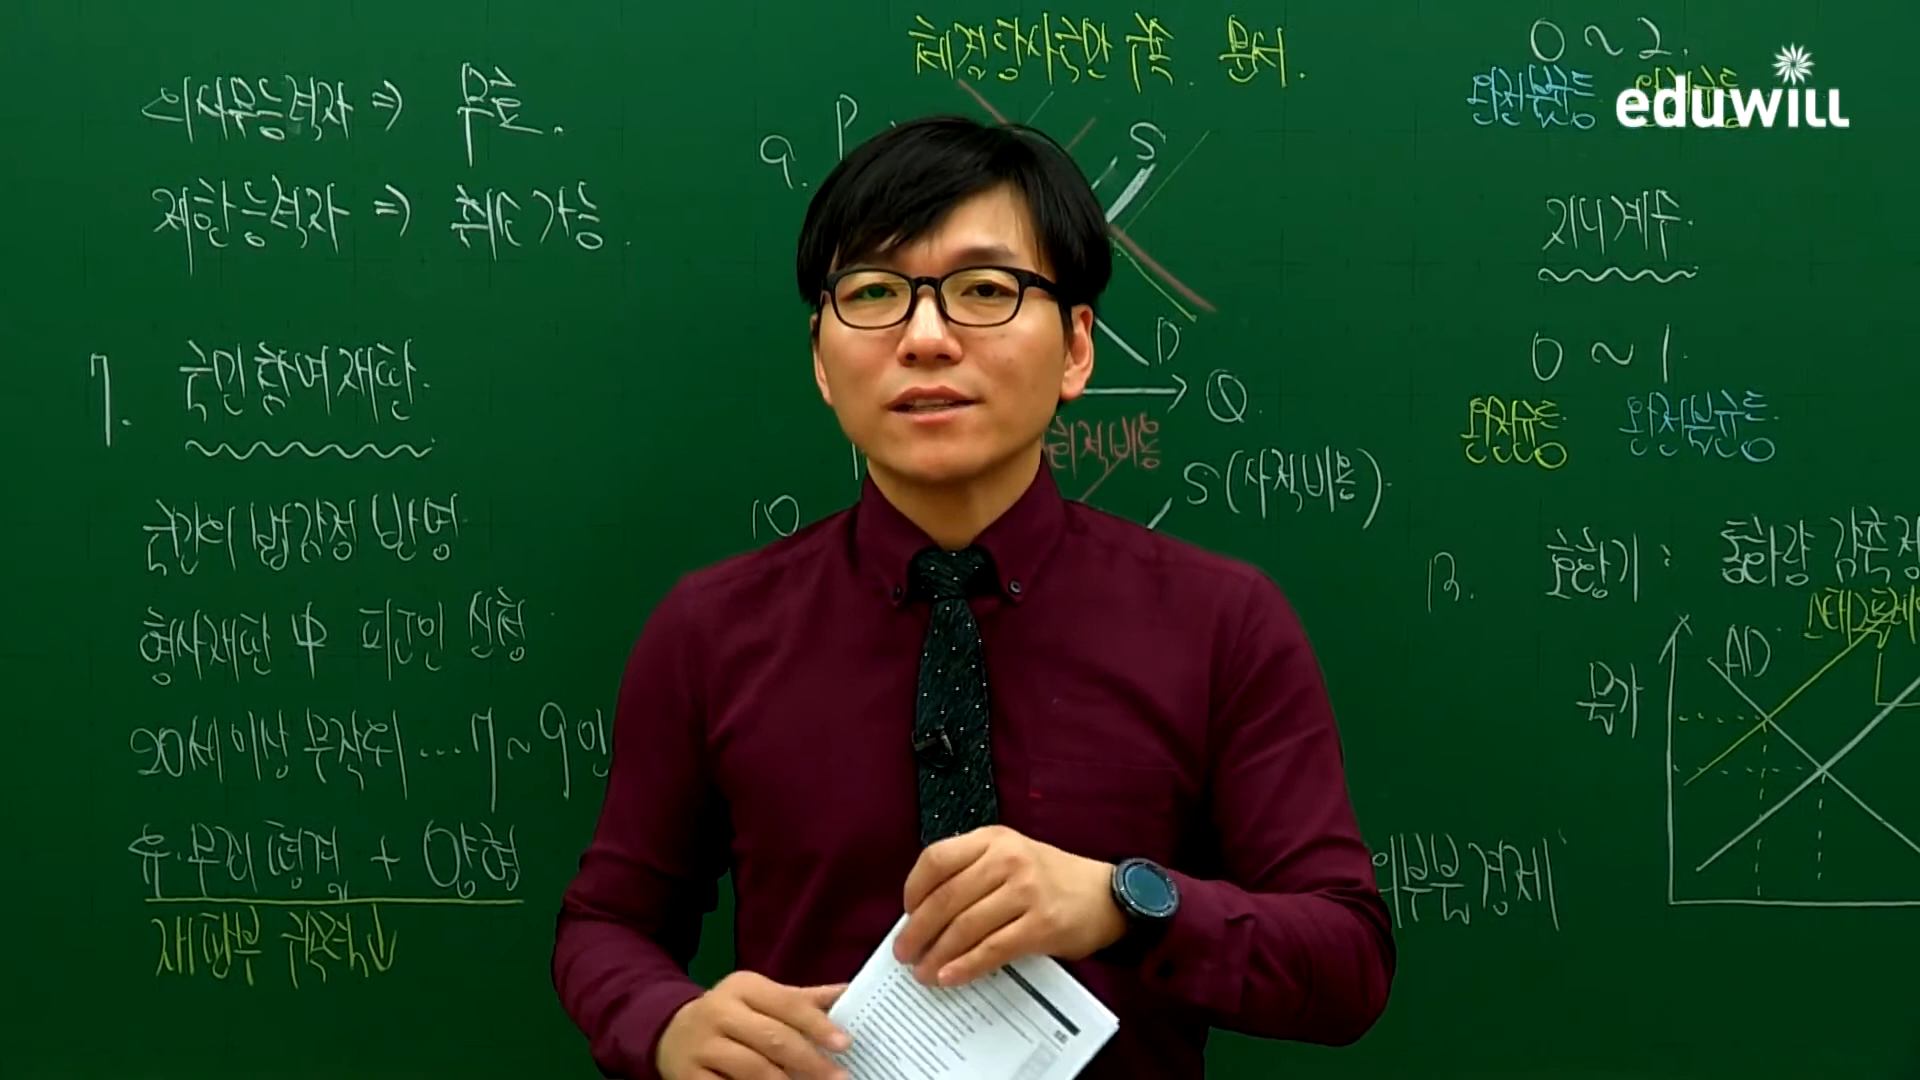 의사무능력자 ⇒ 무효.
제한능력자 ⇒ 취소가능.
7. 국민참여재판.
국민의 법감정 반영
형사재판 中 피고인 신청
20세 이상 무작위 … 7~9인
유·무죄 평결 + 양형
재판부 권고적
체결당사국만 구속. 문서.
9. P
S
D
Q.
10
S (사적비용).
0 ~ 2.
완전불균등
eduwill
지니계수.
0 ~ 1.
완전균등 완전불균등.
13. 호황기 : 통화량 감축
AD
물가